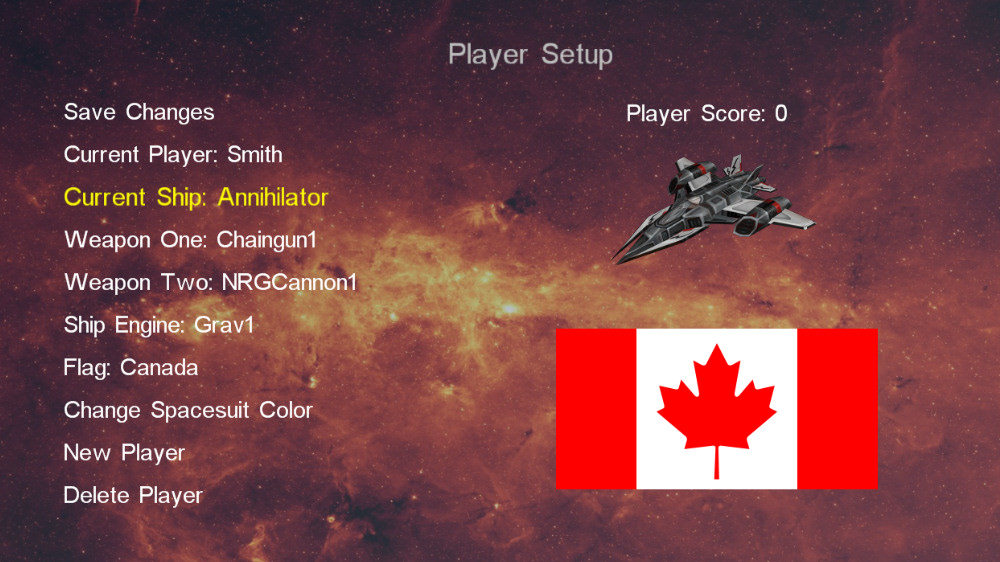 Player Setup
Save Changes
Player Score: 0
Current Player: Smith
Current Ship: Annihilator
Weapon One: Chaingun1
Weapon Two: NRGCannon1
Ship Engine: Grav1
Flag: Canada
Change Spacesuit Color
New Player
Delete Player